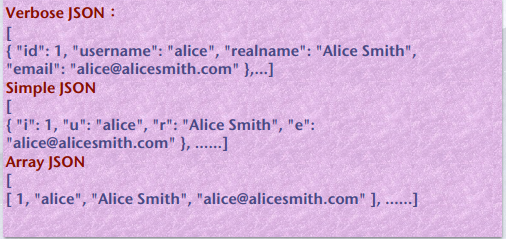 Verbose JSON：
[
{ "id": 1, "username": "alice", "realname": "Alice Smith",
"email": "alice@alicesmith.com" },...]
Simple JSON
[
{ "i": 1, "u": "alice", "r": "Alice Smith", "e":
"alice@alicesmith.com" }, ......]
Array JSON
[
[ 1, "alice", "Alice Smith", "alice@alicesmith.com" ], ......]